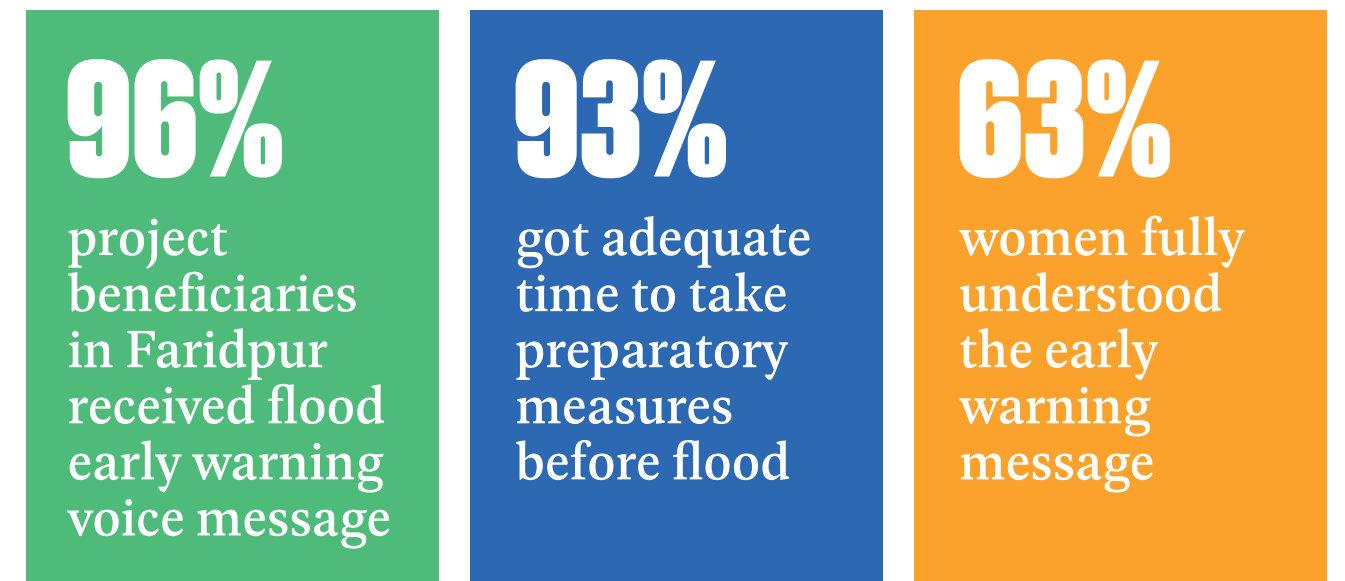 96%
project
beneficiaries
in Faridpur
received flood
early warning
voice message
93%
got adequate
time to take
preparatory
measures
before flood
63%
women fully
understood
the early
warning
message